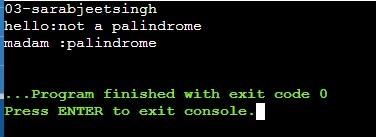 03-sarabjeetsingh
hello:not a palindrome
madam :palindrome
...Program finished with exit code 0
Press ENTER to exit console.